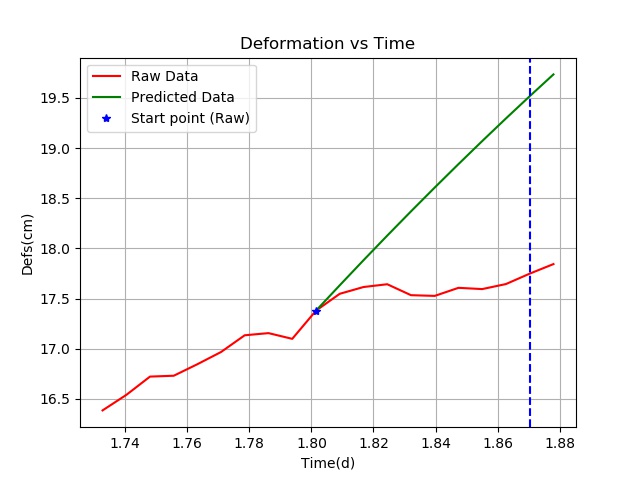 Deformation vs Time
Raw Data
Predicted Data
Start point (Raw)
Defs(cm)
19.5
19.0
18.5
18.0
17.5
17.0
16.5
1.74 1.76 1.78 1.80 1.82 1.84 1.86 1.88
Time(d)